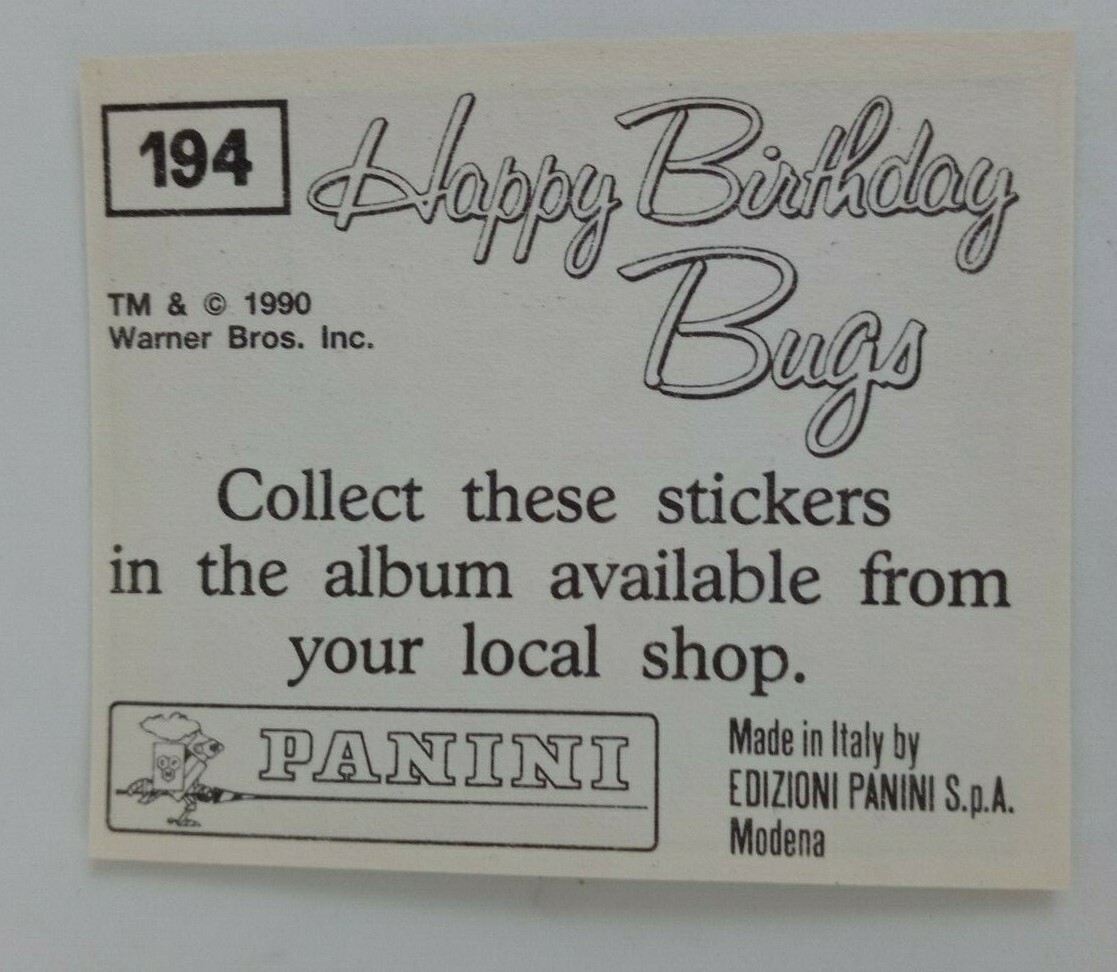 194
Happy Birthday
Bugs
TM & © 1990
Warner Bros. Inc.
Collect these stickers
in the album available from
your local shop.
PANINI
Made in Italy by
EDIZIONI PANINI S.p.A.
Modena